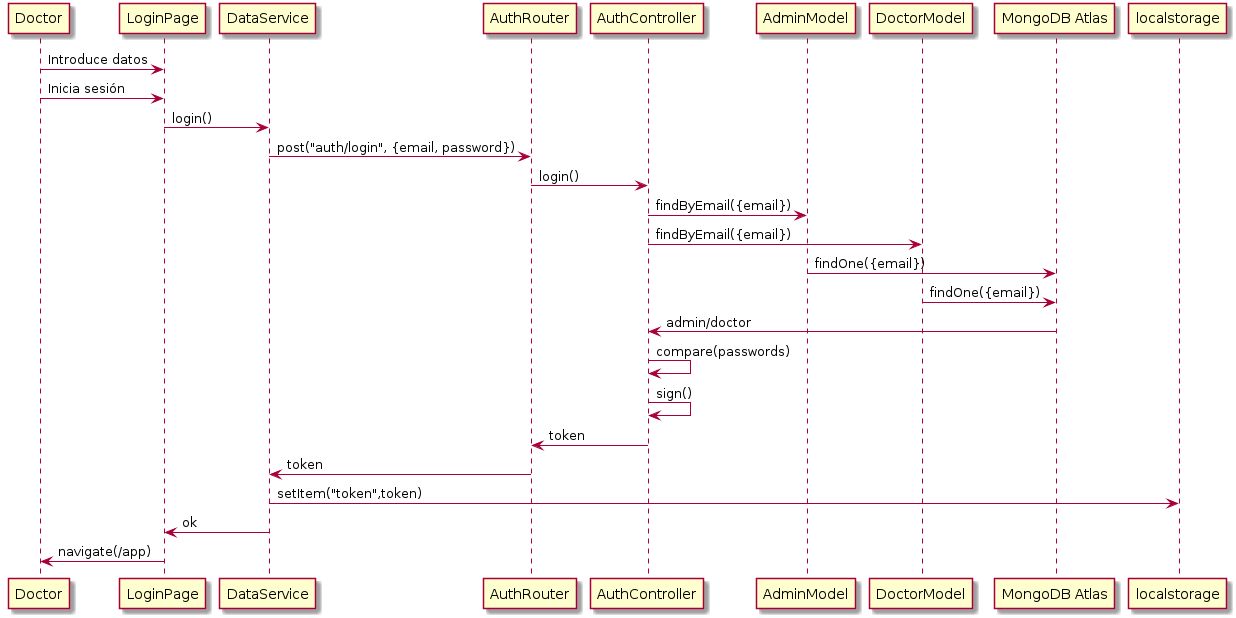 Doctor LoginPage DataService AuthRouter AuthController AdminModel DoctorModel MongoDB Atlas localstorage
Introduce datos
Inicia sesión
login()
post("auth/login", {email, password})
login()
findByEmail({email})
findByEmail({email})
findOne({email})
findOne({email})
admin/doctor
compare(passwords)
sign()
token
token
setItem("token",token)
ok
navigate(/app)
Doctor LoginPage DataService AuthRouter AuthController AdminModel DoctorModel MongoDB Atlas localstorage